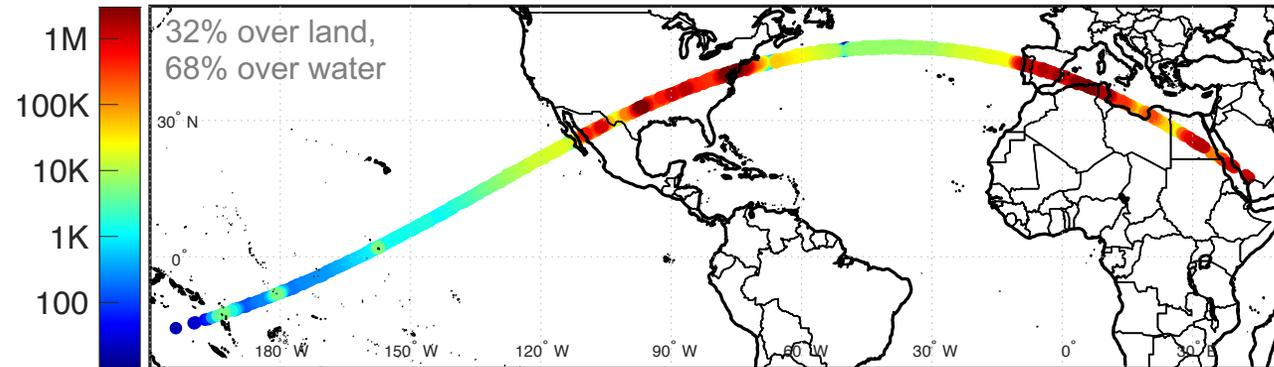 32% over land,
68% over water
1M
100K
10K
1K
100
30° N
0°
180° W
150° W
120° W
90° W
60° W
30° W
0°
30° E